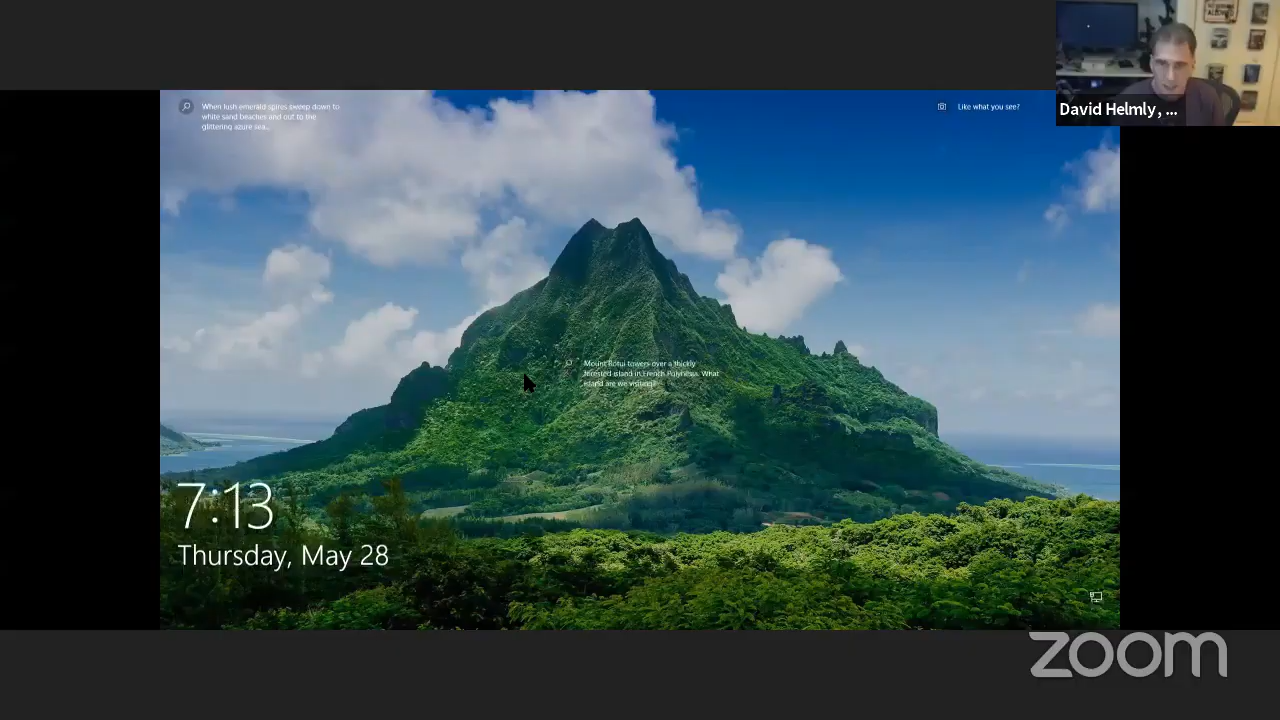 When lush emerald spires sweep down to
white sand beaches and out to the
glittering azure sea...
Like what you see?
David Helmly, ...
Mount Rotui towers over a thickly
forested island in French Polynesia. What
island are we visiting?
7:13
Thursday, May 28
zoom